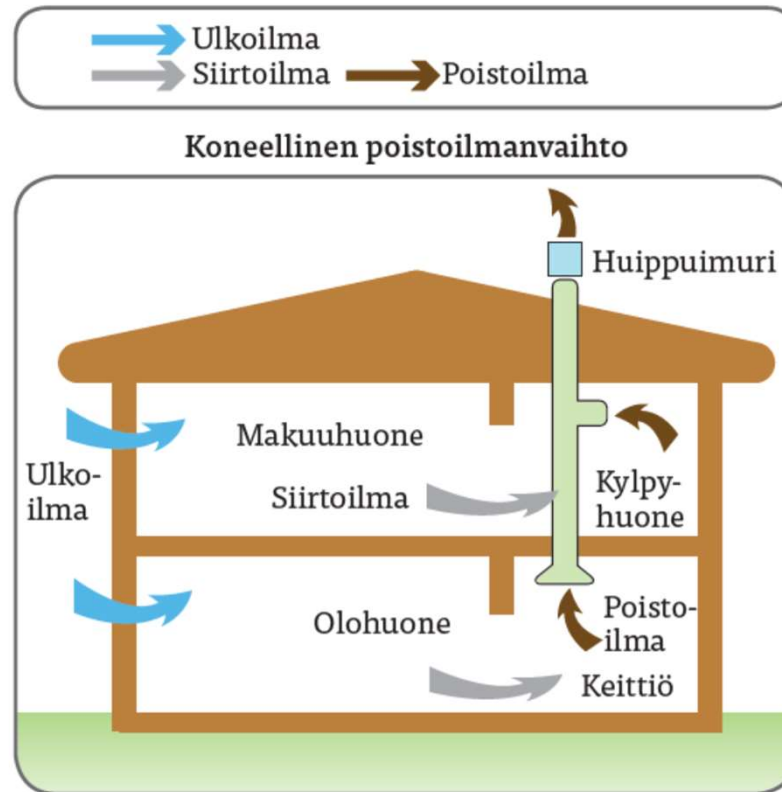 Ulkoilma
Siirtoilma Poistoilma
Koneellinen poistoilmanvaihto
Huippuimuri
Makuuhuone
Ulko-
ilma
Siirtoilma
Kylpy-
huone
Olohuone
Poisto-
ilma
Keittiö